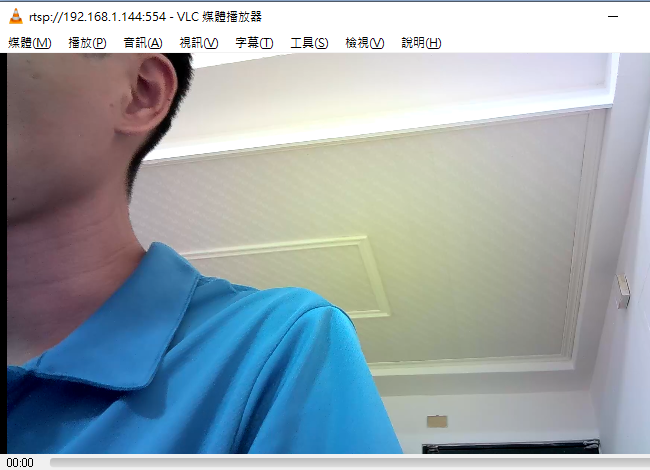 rtsp://192.168.1.144:554 - VLC 媒體播放器
媒體(M) 播放(P) 音訊(A) 視訊(V) 字幕(T) 工具(S) 檢視(V) 說明(H)
00:00